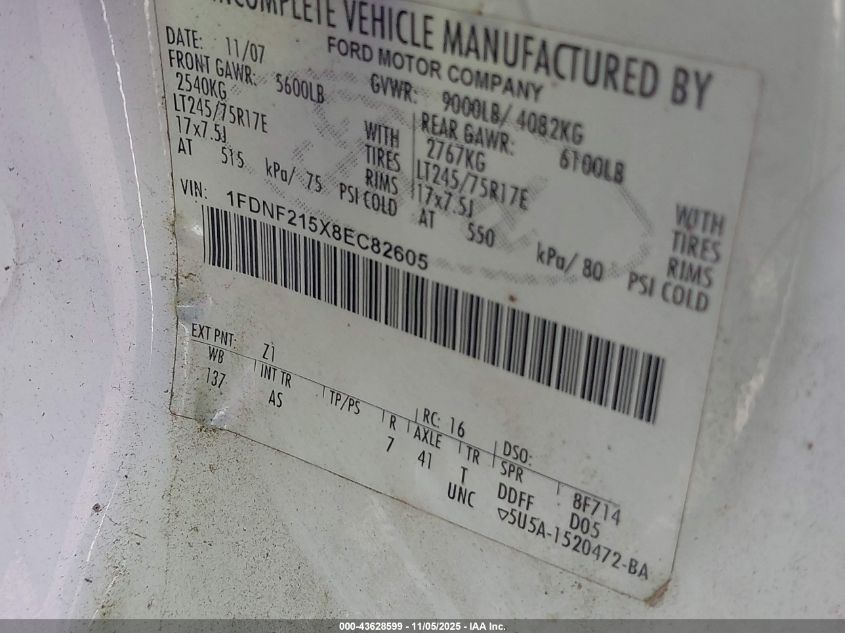 INCOMPLETE VEHICLE MANUFACTURED BY
FORD MOTOR COMPANY
DATE: 11/07
GVWR: 9000LB/ 4082KG
FRONT GAWR: 5600LB
2540KG
LT245/75R17E
17x7.5J
AT 515 kPa/ 75 PSI COLD
WITH
TIRES
RIMS
REAR GAWR: 6100LB
2767KG
LT245/75R17E
17x7.5J
AT 550 kPa/ 80 PSI COLD
WITH
TIRES
RIMS
VIN: 1FDNF215X8EC82605
EXT PNT: Z1
RC: 16
DSO:
WB
INT TR
TP/PS
R
AXLE
TR
SPR
8F714
137
AS
7
41
T
DDFF
D05
UNC
▽5U5A-1520472-BA
000-43628599 - 11/05/2025 - IAA Inc.